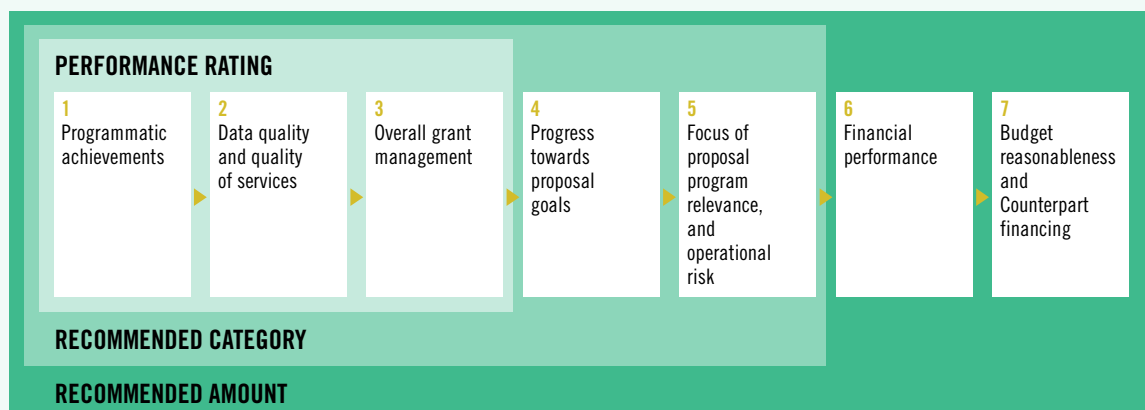 PERFORMANCE RATING
1
Programmatic
achievements
2
Data quality
and quality
of services
3
Overall grant
management
4
Progress
towards
proposal
goals
5
Focus of
proposal
program
relevance,
and
operational
risk
6
Financial
performance
7
Budget
reasonableness
and
Counterpart
financing
RECOMMENDED CATEGORY
RECOMMENDED AMOUNT